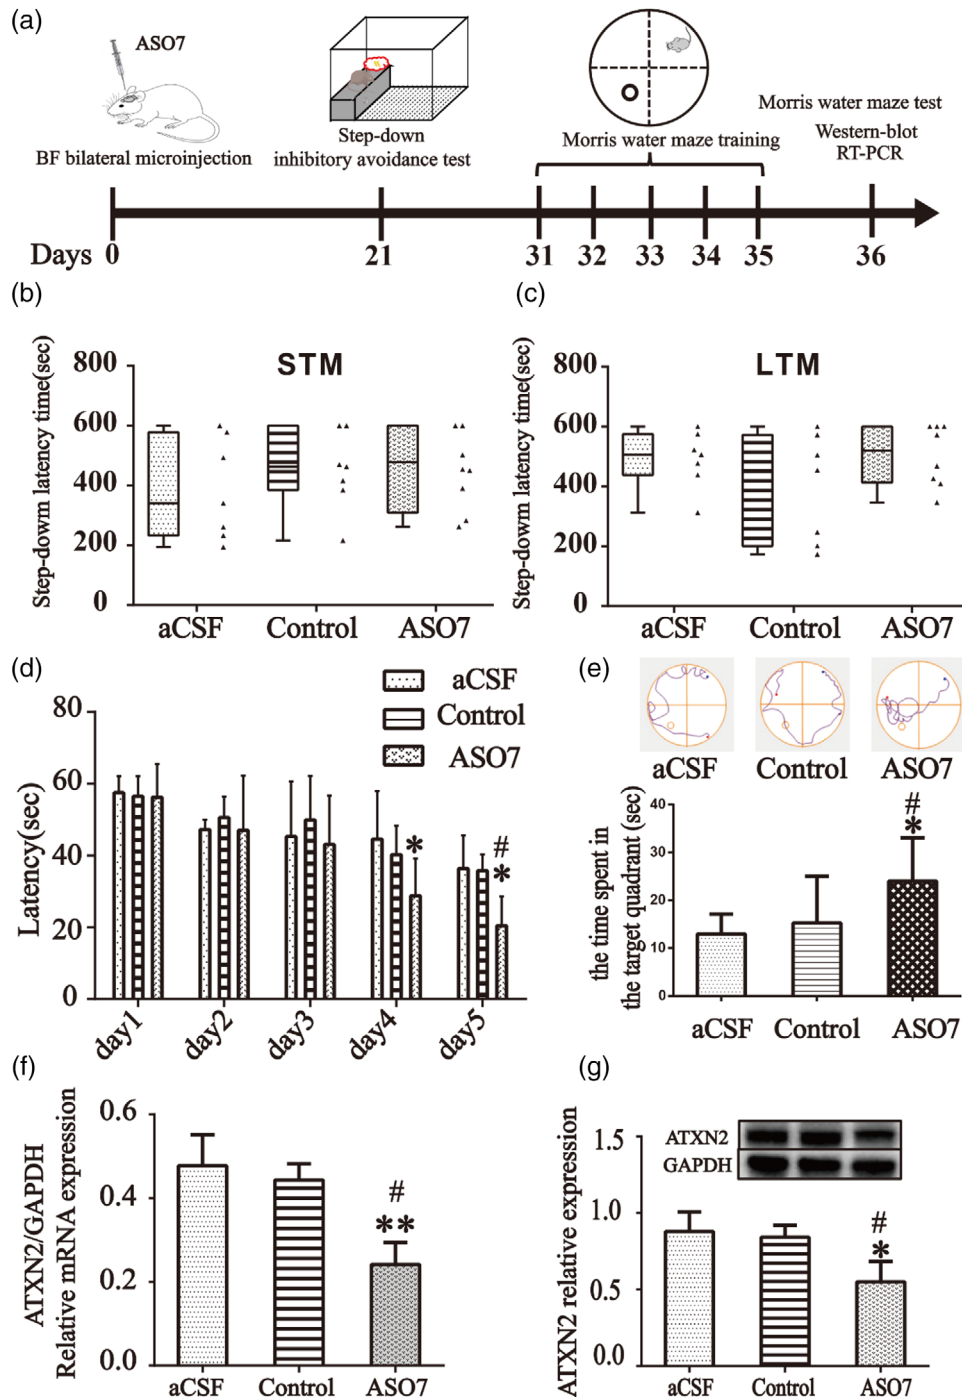 (a)
ASO7
BF bilateral microinjection
Step-down
inhibitory avoidance test
Morris water maze training
Morris water maze test
Western-blot
RT-PCR
Days 0 21 31 32 33 34 35 36
(b)
STM
Step-dowm latency time(sec)
800
600
400
200
0
aCSF Control ASO7
(c)
LTM
Step-down latency time(sec)
800
600
400
200
0
aCSF Control ASO7
(d)
aCSF
Control
ASO7
Latency(sec)
80
60
40
20
0
*
#
*
day1 day2 day3 day4 day5
(e)
aCSF Control ASO7
the time spent in
the target quadrant (sec)
40
30
20
10
0
#
*
aCSF Control ASO7
(f)
ATXN2/GAPDH
Relative mRNA expression
0.6
0.4
0.2
0.0
#
**
aCSF Control ASO7
(g)
ATXN2
GAPDH
ATXN2 relative expression
1.5
1.0
0.5
0.0
#
*
aCSF Control ASO7